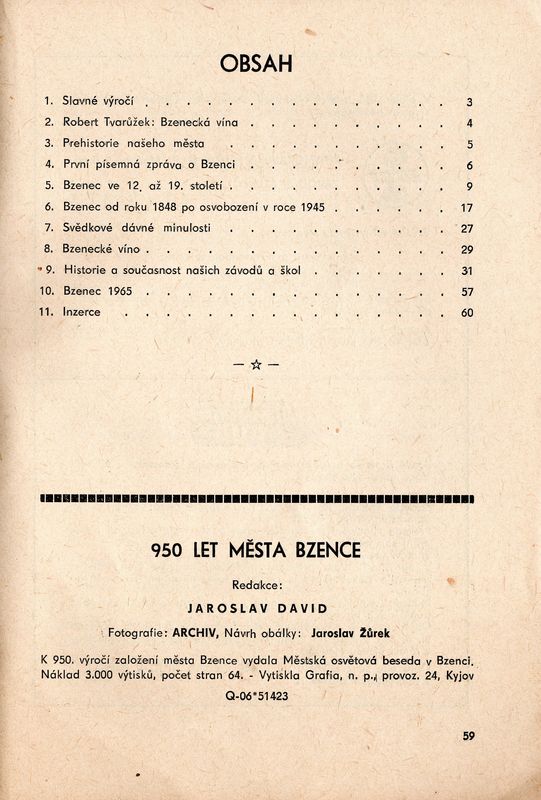 OBSAH
1. Slavné výročí . . . . . . . . . . . . . . 3
2. Robert Tvarůžek: Bzenecká vína . . . . . . . . . 4
3. Prehistorie našeho města . . . . . . . . . . 5
4. První písemná zpráva o Bzenci . . . . . . . . . 6
5. Bzenec ve 12. až 19. století . . . . . . . . . . 9
6. Bzenec od roku 1848 po osvobození v roce 1945 . . . . . . 17
7. Svědkové dávné minulosti . . . . . . . . . . 27
8. Bzenecké víno . . . . . . . . . . . . . . 29
9. Historie a současnost našich závodů a škol . . . . . . . 31
10. Bzenec 1965 . . . . . . . . . . . . . . 57
11. Inzerce . . . . . . . . . . . . . . . 60
— ☆ —
950 LET MĚSTA BZENCE
Redakce:
JAROSLAV DAVID
Fotografie: ARCHIV, Návrh obálky: Jaroslav Žůrek
K 950. výročí založení města Bzence vydala Městská osvětová beseda v Bzenci.
Náklad 3.000 výtisků, počet stran 64. - Vytiskla Grafia, n. p., provoz. 24, Kyjov
Q-06*51423
59